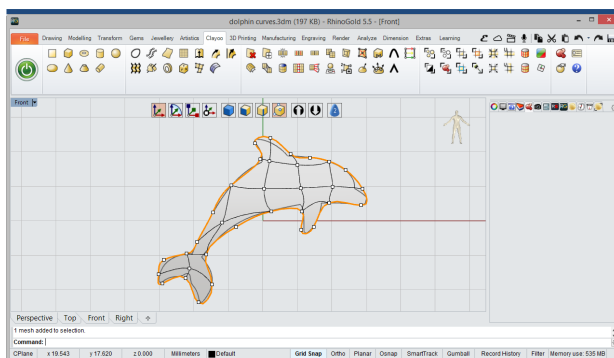 dolphin curves.3dm (197 KB) - RhinoGold 5.5 - [Front]
File Drawing Modelling Transform Gems Jewellery Artistics Clayoo 3D Printing Manufacturing Engraving Render Analyze Dimension Extras Learning
Front
Perspective Top Front Right
1 mesh added to selection.
Command:
CPlane x 19.543 y 17.620 z 0.000 Millimeters Default Grid Snap Ortho Planar Osnap SmartTrack Gumball Record History Filter Memory use: 535 MB